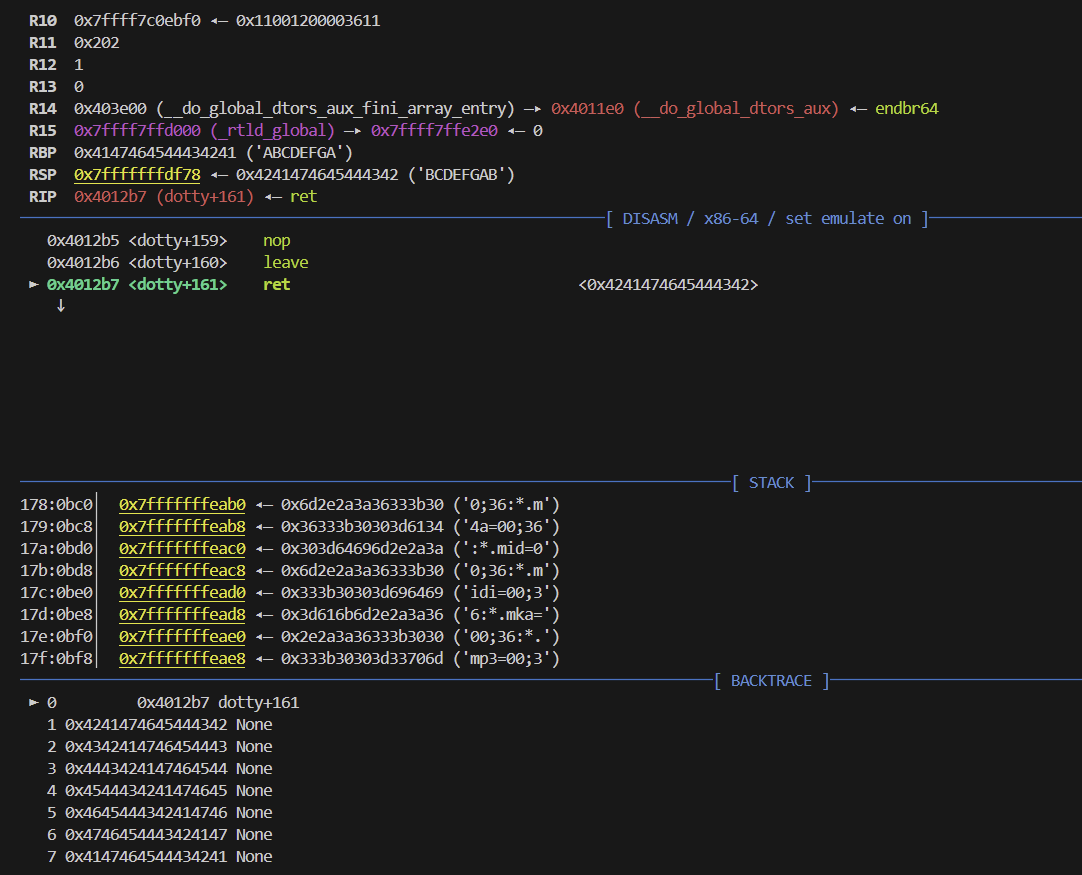 R10 0x7ffff7c0ebf0 ◂— 0x11001200003611
R11 0x202
R12 1
R13 0
R14 0x403e00 (__do_global_dtors_aux_fini_array_entry) —▸ 0x4011e0 (__do_global_dtors_aux) ◂— endbr64
R15 0x7ffff7ffd000 (_rtld_global) —▸ 0x7ffff7ffe2e0 ◂— 0
RBP 0x4147464544434241 ('ABCDEFGA')
RSP 0x7fffffffdf78 ◂— 0x4241474645444342 ('BCDEFGAB')
RIP 0x4012b7 (dotty+161) ◂— ret
[ DISASM / x86-64 / set emulate on ]
0x4012b5 <dotty+159> nop
0x4012b6 <dotty+160> leave
► 0x4012b7 <dotty+161> ret <0x4241474645444342>
↓
[ STACK ]
178:0bc0│ 0x7fffffffeab0 ◂— 0x6d2e2a3a36333b30 ('0;36:*.m')
179:0bc8│ 0x7fffffffeab8 ◂— 0x36333b30303d6134 ('4a=00;36')
17a:0bd0│ 0x7fffffffeac0 ◂— 0x303d64696d2e2a3a (':*.mid=0')
17b:0bd8│ 0x7fffffffeac8 ◂— 0x6d2e2a3a36333b30 ('0;36:*.m')
17c:0be0│ 0x7fffffffead0 ◂— 0x333b30303d696469 ('idi=00;3')
17d:0be8│ 0x7fffffffead8 ◂— 0x3d616b6d2e2a3a36 ('6:*.mka=')
17e:0bf0│ 0x7fffffffeae0 ◂— 0x2e2a3a36333b3030 ('00;36:*.')
17f:0bf8│ 0x7fffffffeae8 ◂— 0x333b30303d33706d ('mp3=00;3')
[ BACKTRACE ]
► 0 0x4012b7 dotty+161
1 0x4241474645444342 None
2 0x4342414746454443 None
3 0x4443424147464544 None
4 0x4544434241474645 None
5 0x4645444342414746 None
6 0x4746454443424147 None
7 0x4147464544434241 None